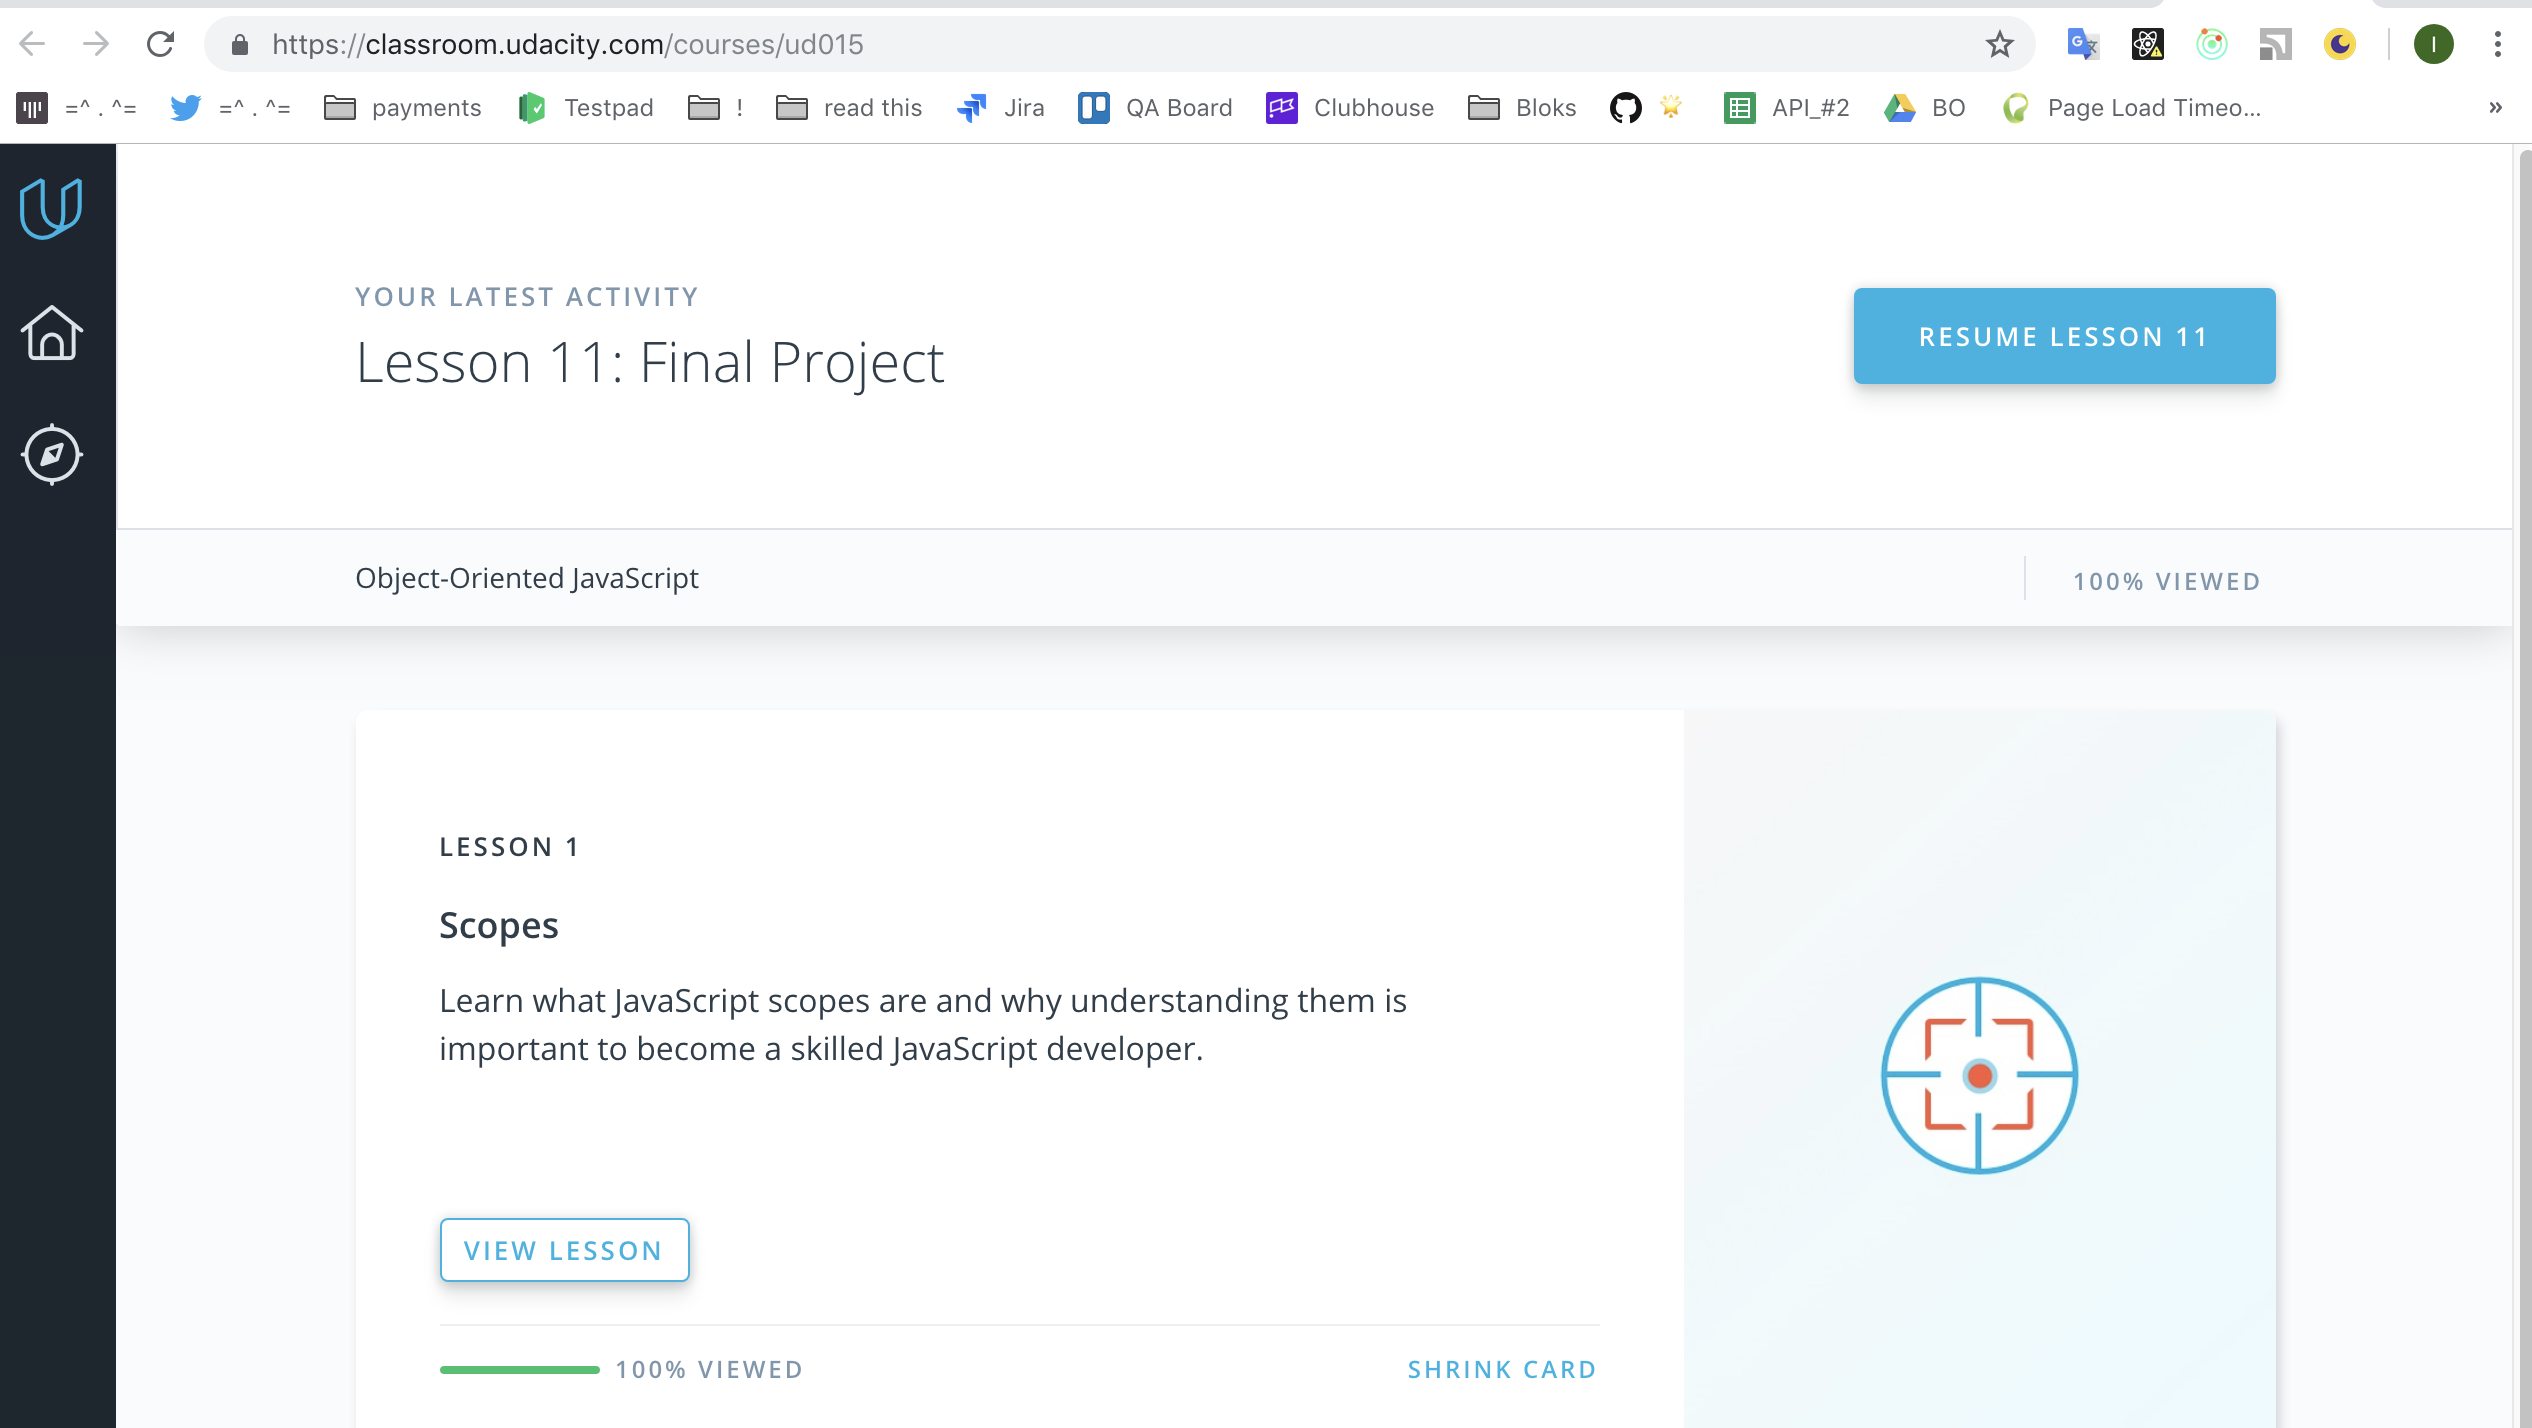 https://classroom.udacity.com/courses/ud015
=^ . ^= =^ . ^= payments Testpad ! read this Jira QA Board Clubhouse Bloks API_#2 BO Page Load Timeo... »
YOUR LATEST ACTIVITY
Lesson 11: Final Project
RESUME LESSON 11
Object-Oriented JavaScript
100% VIEWED
LESSON 1
Scopes
Learn what JavaScript scopes are and why understanding them is
important to become a skilled JavaScript developer.
VIEW LESSON
100% VIEWED
SHRINK CARD